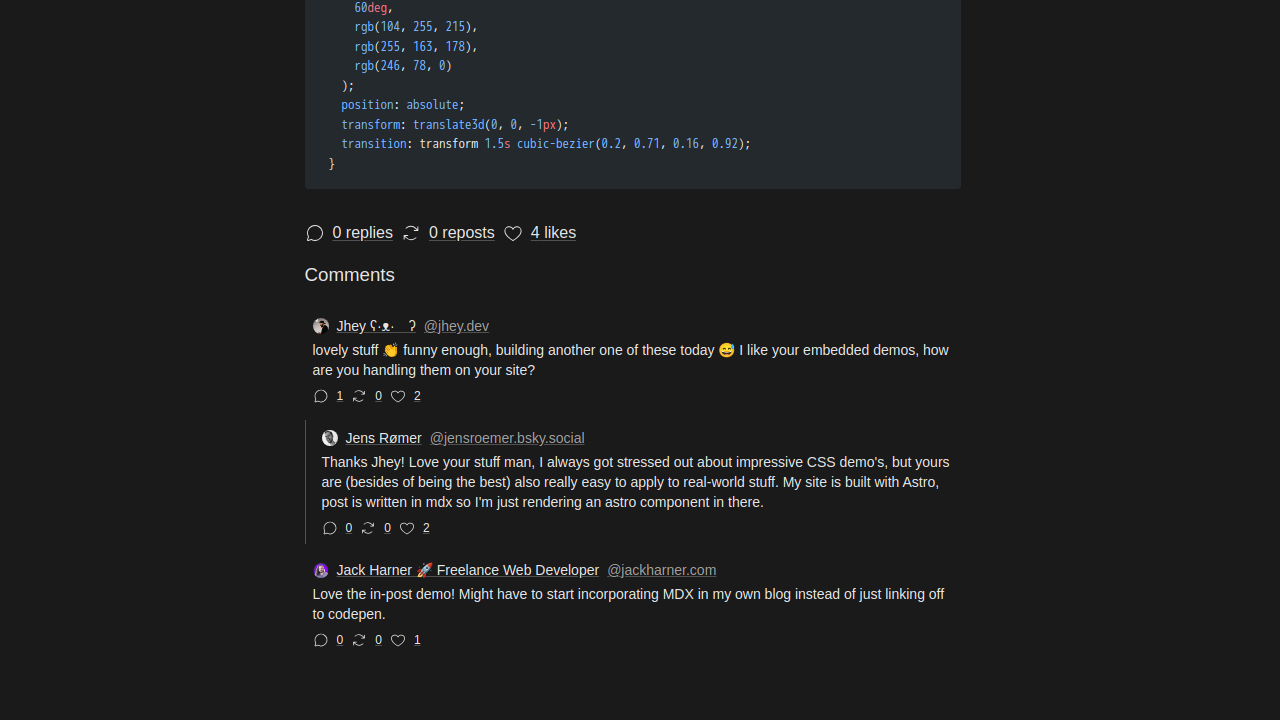 60deg,
rgb(104, 255, 215),
rgb(255, 163, 178),
rgb(246, 78, 0)
);
position: absolute;
transform: translate3d(0, 0, -1px);
transition: transform 1.5s cubic-bezier(0.2, 0.71, 0.16, 0.92);
}
0 replies 0 reposts 4 likes
Comments
Jhey ʕ·ᴥ· ʔ @jhey.dev
lovely stuff 👏 funny enough, building another one of these today 😅 I like your embedded demos, how
are you handling them on your site?
1 0 2
Jens Rømer @jensroemer.bsky.social
Thanks Jhey! Love your stuff man, I always got stressed out about impressive CSS demo's, but yours
are (besides of being the best) also really easy to apply to real-world stuff. My site is built with Astro,
post is written in mdx so I'm just rendering an astro component in there.
0 0 2
Jack Harner 🚀 Freelance Web Developer @jackharner.com
Love the in-post demo! Might have to start incorporating MDX in my own blog instead of just linking off
to codepen.
0 0 1